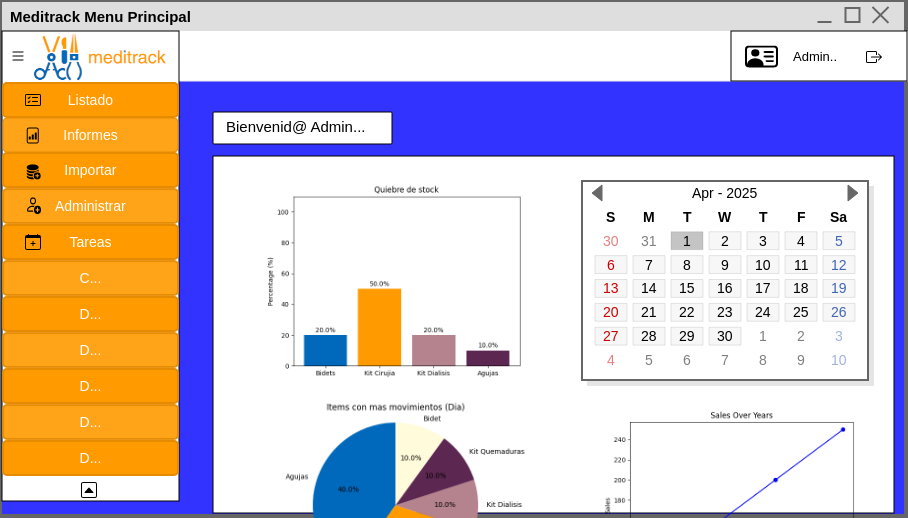 Meditrack Menu Principal
meditrack
Admin..
Listado
Informes
Importar
Administrar
Tareas
C...
D...
D...
D...
D...
D...
Bienvenid@ Admin...
Quiebre de stock
Percentage (%)
100
80
60
40
20
0
20.0%
50.0%
20.0%
10.0%
Bidets
Kit Cirujia
Kit Dialisis
Agujas
Apr - 2025
S M T W T F Sa
30 31 1 2 3 4 5
6 7 8 9 10 11 12
13 14 15 16 17 18 19
20 21 22 23 24 25 26
27 28 29 30 1 2 3
4 5 6 7 8 9 10
Items con mas movimientos (Dia)
Bidet
Kit Quemaduras
Agujas
Kit Dialisis
10.0%
10.0%
40.0%
10.0%
Sales Over Years
Sales
240
220
200
180